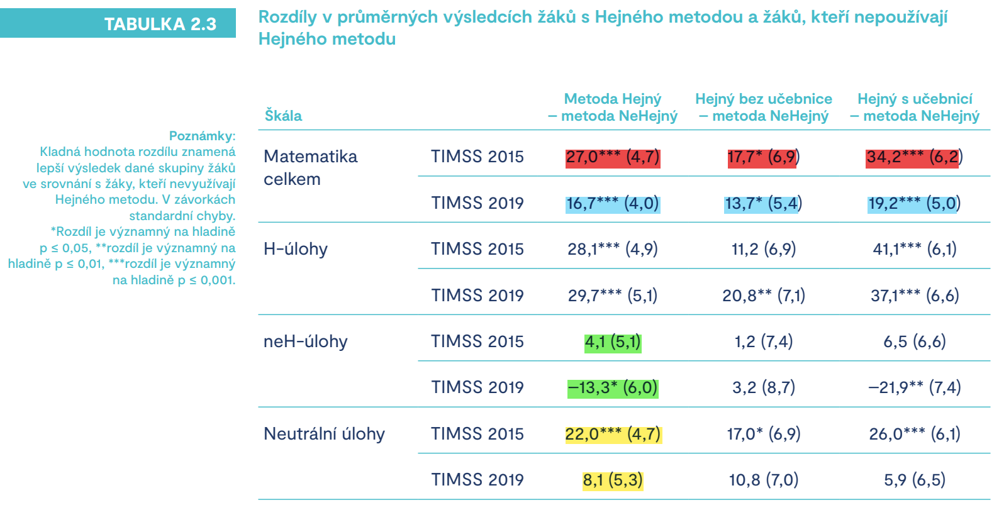 TABULKA 2.3
Rozdíly v průměrných výsledcích žáků s Hejného metodou a žáků, kteří nepoužívají
Hejného metodu
Poznámky:
Kladná hodnota rozdílu znamená
lepší výsledek dané skupiny žáků
ve srovnání s žáky, kteří nevyužívají
Hejného metodu. V závorkách
standardní chyby.
*Rozdíl je významný na hladině
p ≤ 0,05, **rozdíl je významný na
hladině p ≤ 0,01, ***rozdíl je významný
na hladině p ≤ 0,001.
Metoda Hejný Hejný bez učebnice Hejný s učebnicí
Škála – metoda NeHejný – metoda NeHejný – metoda NeHejný
Matematika TIMSS 2015 27,0*** (4,7) 17,7* (6,9) 34,2*** (6,2)
celkem
TIMSS 2019 16,7*** (4,0) 13,7* (5,4) 19,2*** (5,0)
H-úlohy TIMSS 2015 28,1*** (4,9) 11,2 (6,9) 41,1*** (6,1)
TIMSS 2019 29,7*** (5,1) 20,8** (7,1) 37,1*** (6,6)
neH-úlohy TIMSS 2015 4,1 (5,1) 1,2 (7,4) 6,5 (6,6)
TIMSS 2019 –13,3* (6,0) 3,2 (8,7) –21,9** (7,4)
Neutrální úlohy TIMSS 2015 22,0*** (4,7) 17,0* (6,9) 26,0*** (6,1)
TIMSS 2019 8,1 (5,3) 10,8 (7,0) 5,9 (6,5)